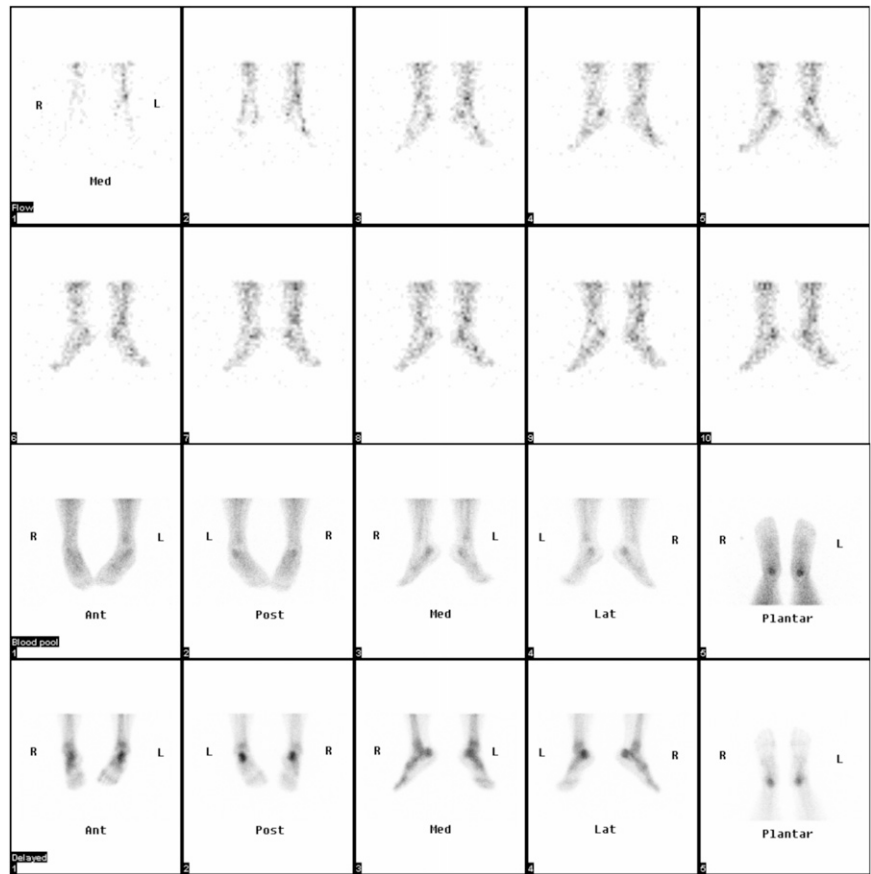 R L
Med
Flow
1 2 3 4 5
6 7 8 9 10
R L L R R L L R R L
Ant Post Med Lat Plantar
Blood pool
1 2 3 4 5
R L L R R L L R R L
Ant Post Med Lat Plantar
Delayed
1 2 3 4 5